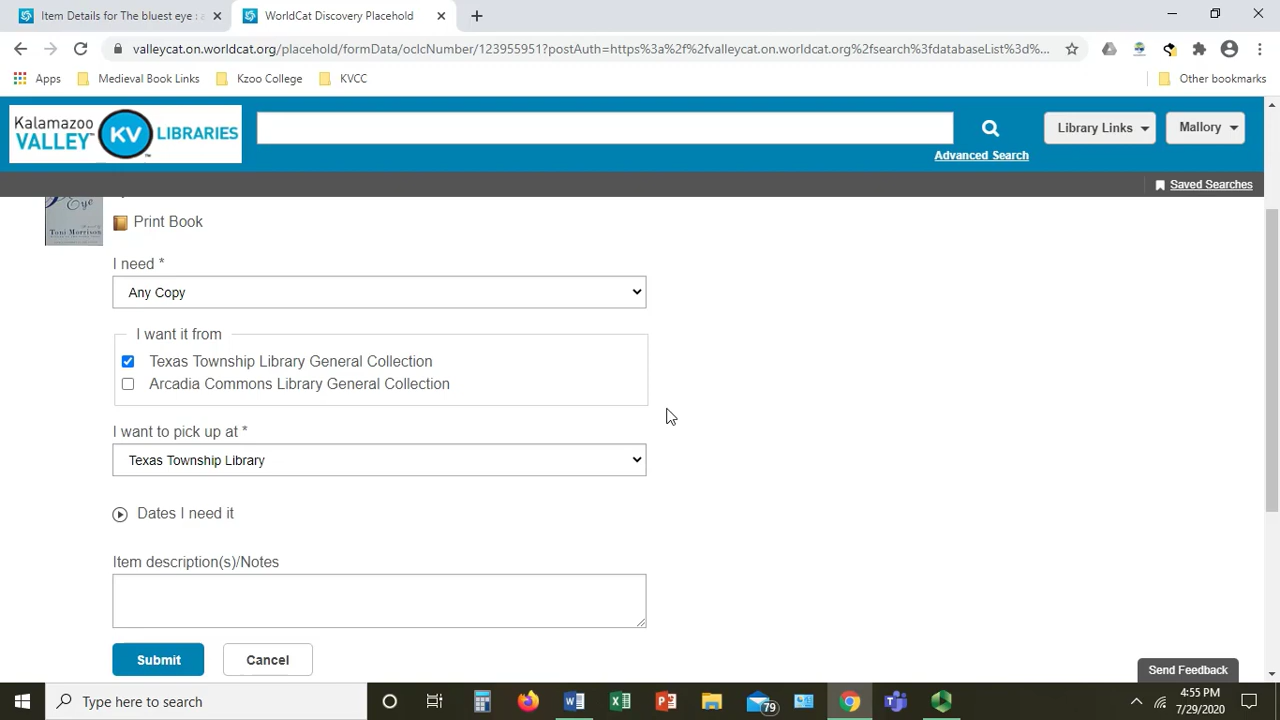 Item Details for The bluest eye : a
WorldCat Discovery Placehold
valleycat.on.worldcat.org/placehold/formData/oclcNumber/123955951?postAuth=https%3a%2f%2fvalleycat.on.worldcat.org%2fsearch%3fdatabaseList%3d%...
Apps
Medieval Book Links
Kzoo College
KVCC
Other bookmarks
Kalamazoo
VALLEY™ KV LIBRARIES
Library Links
Mallory
Advanced Search
Saved Searches
Eye
Toni Morrison
Print Book
I need *
Any Copy
I want it from
Texas Township Library General Collection
Arcadia Commons Library General Collection
I want to pick up at *
Texas Township Library
Dates I need it
Item description(s)/Notes
Submit
Cancel
Send Feedback
Type here to search
79
4:55 PM
7/29/2020